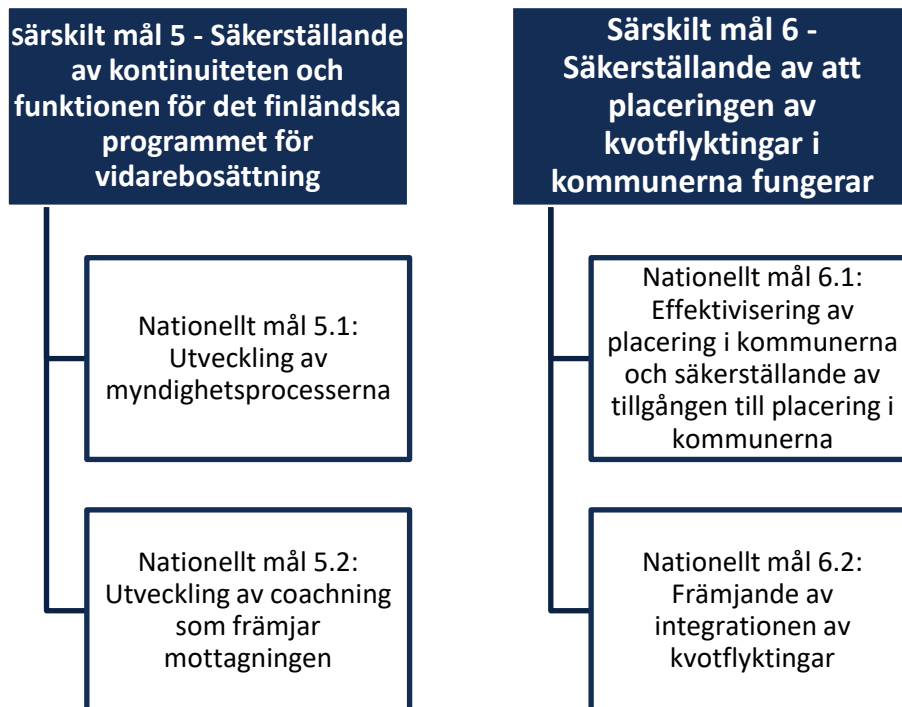 Särskilt mål 5 - Säkerställande
av kontinuiteten och
funktionen för det finländska
programmet för
vidarebosättning
Nationellt mål 5.1:
Utveckling av
myndighetsprocesserna
Nationellt mål 5.2:
Utveckling av coachning
som främjar
mottagningen
Särskilt mål 6 -
Säkerställande av att
placeringen av
kvotflyktingar i
kommunerna fungerar
Nationellt mål 6.1:
Effektivisering av
placering i kommunerna
och säkerställande av
tillgången till placering i
kommunerna
Nationellt mål 6.2:
Främjande av
integrationen av
kvotflyktingar